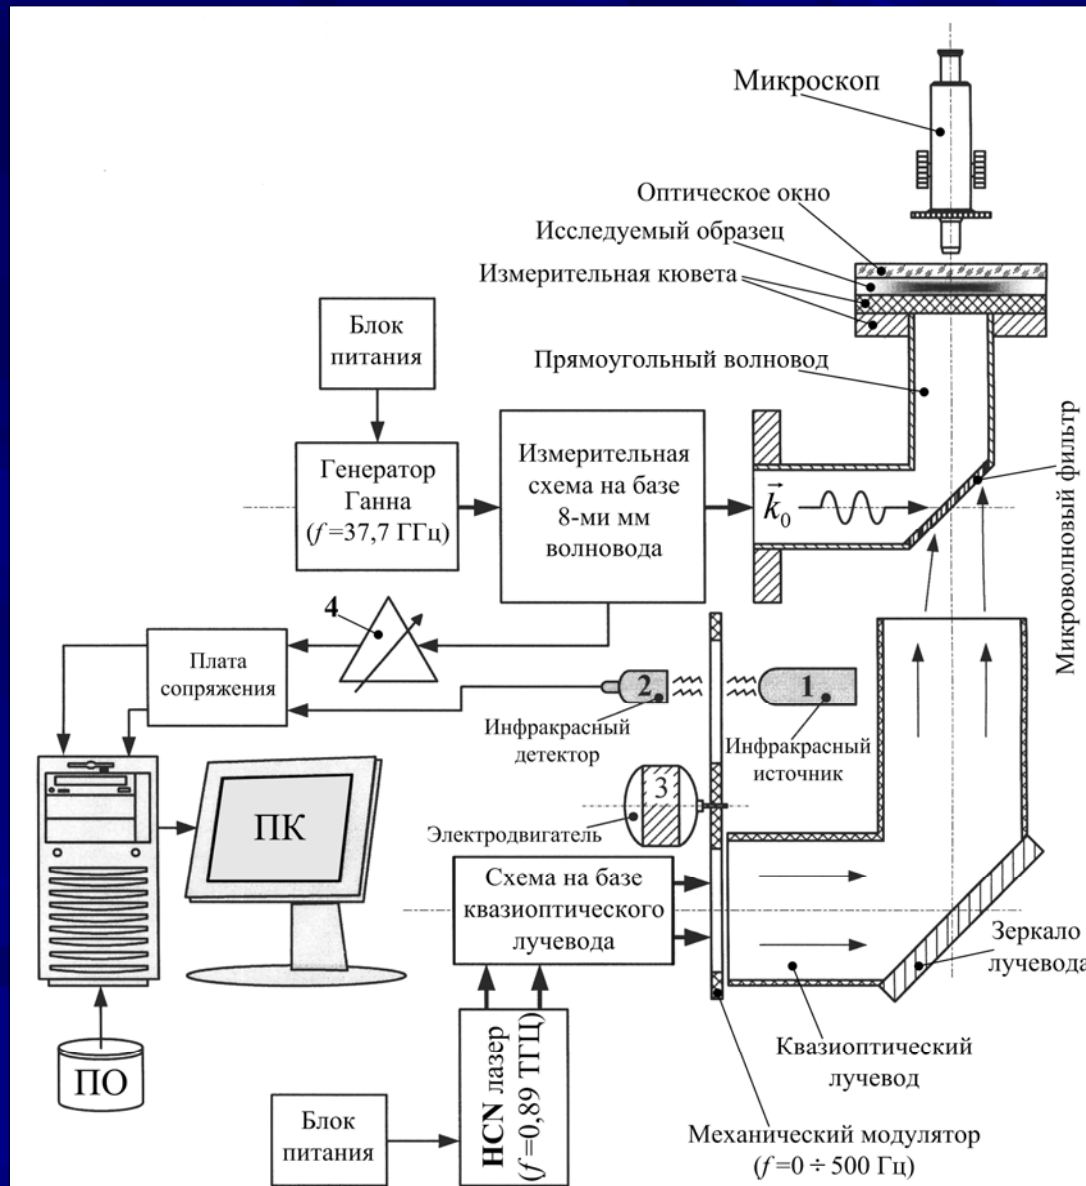 Микроскоп
Оптическое окно
Исследуемый образец
Измерительная кювета
Блок
питания
Прямоугольный волновод
Микроволновый фильтр
Генератор
Ганна
(f =37,7 ГГц)
Измерительная
схема на базе
8-ми мм
волновода
k₀
4
Плата
сопряжения
2
1
Инфракрасный
детектор
Инфракрасный
источник
3
Электродвигатель
ПК
Схема на базе
квазиоптического
лучевода
Зеркало
лучевода
HCN лазер
(f =0,89 ТГЦ)
Квазиоптический
лучевод
ПО
Блок
питания
Механический модулятор
(f =0 ÷ 500 Гц)